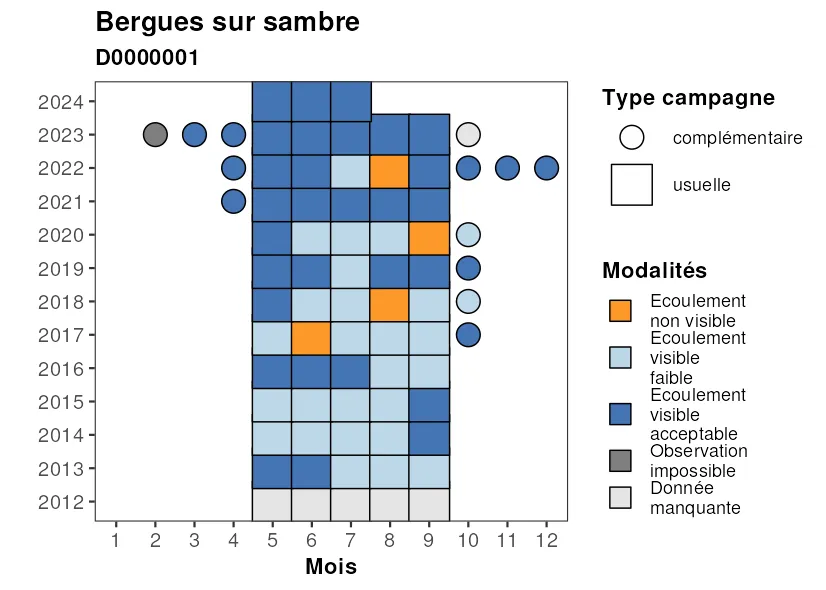 Bergues sur sambre
D0000001
2024
2023
2022
2021
2020
2019
2018
2017
2016
2015
2014
2013
2012
1 2 3 4 5 6 7 8 9 10 11 12
Mois
Type campagne
complémentaire
usuelle
Modalités
Ecoulement
non visible
Ecoulement
visible
faible
Ecoulement
visible
acceptable
Observation
impossible
Donnée
manquante